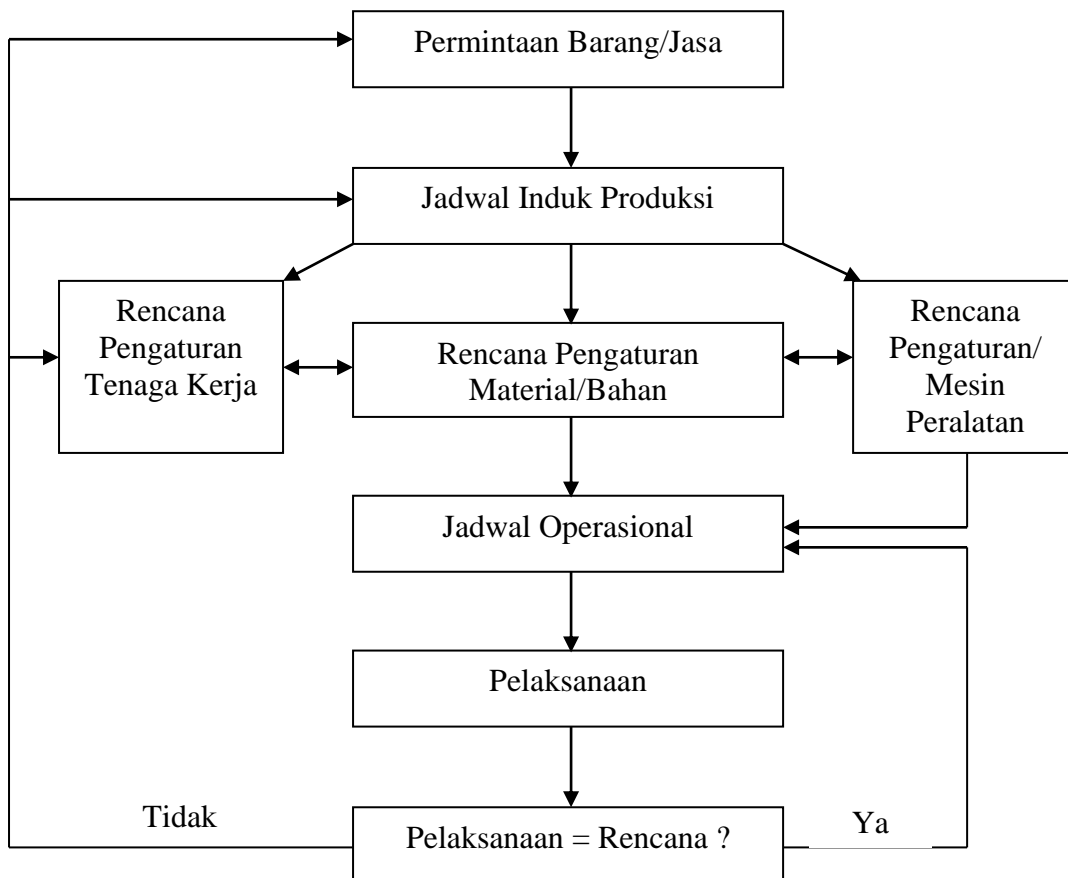 Permintaan Barang/Jasa
Jadwal Induk Produksi
Rencana
Pengaturan
Tenaga Kerja
Rencana Pengaturan
Material/Bahan
Rencana
Pengaturan/
Mesin
Peralatan
Jadwal Operasional
Pelaksanaan
Tidak
Pelaksanaan = Rencana ?
Ya